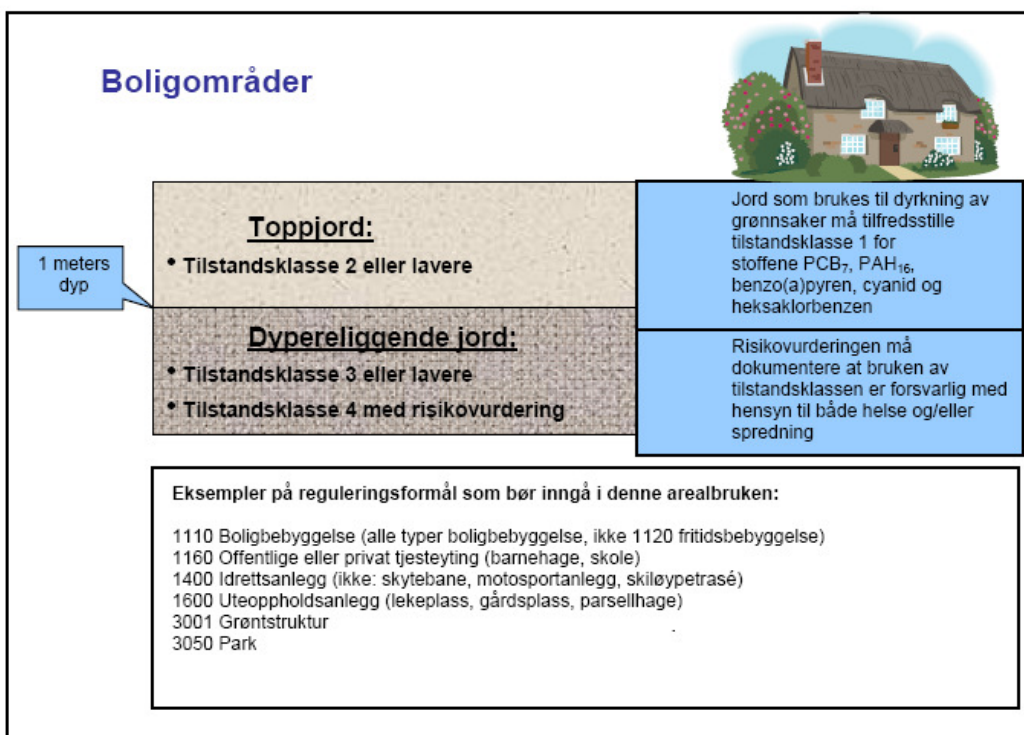 Boligområder
Toppjord:
• Tilstandsklasse 2 eller lavere
1 meters
dyp
Jord som brukes til dyrkning av
grønnsaker må tilfredsstille
tilstandsklasse 1 for
stoffene PCB₇, PAH₁₆,
benzo(a)pyren, cyanid og
heksaklorbenzen
Dypereliggende jord:
• Tilstandsklasse 3 eller lavere
• Tilstandsklasse 4 med risikovurdering
Risikovurderingen må
dokumentere at bruken av
tilstandsklassen er forsvarlig med
hensyn til både helse og/eller
spredning
Eksempler på reguleringsformål som bør inngå i denne arealbruken:
1110 Boligbebyggelse (alle typer boligbebyggelse, ikke 1120 fritidsbebyggelse)
1160 Offentlige eller privat tjesteyting (barnehage, skole)
1400 Idrettsanlegg (ikke: skytebane, motosportanlegg, skiløypetrasé)
1600 Uteoppholdsanlegg (lekeplass, gårdsplass, parsellhage)
3001 Grøntstruktur
3050 Park